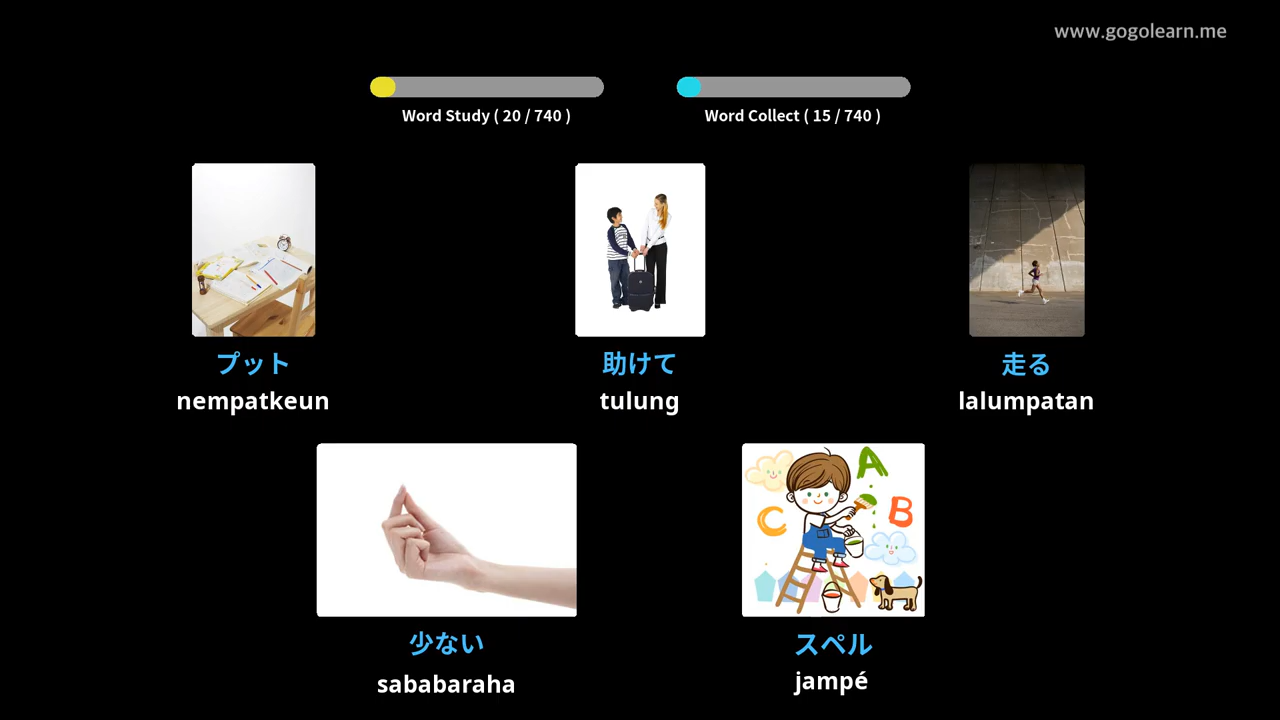 www.gogolearn.me
Word Study ( 20 / 740 )
Word Collect ( 15 / 740 )
プット
nempatkeun
助けて
tulung
走る
lalumpatan
A
B
C
少ない
sababaraha
スペル
jampé